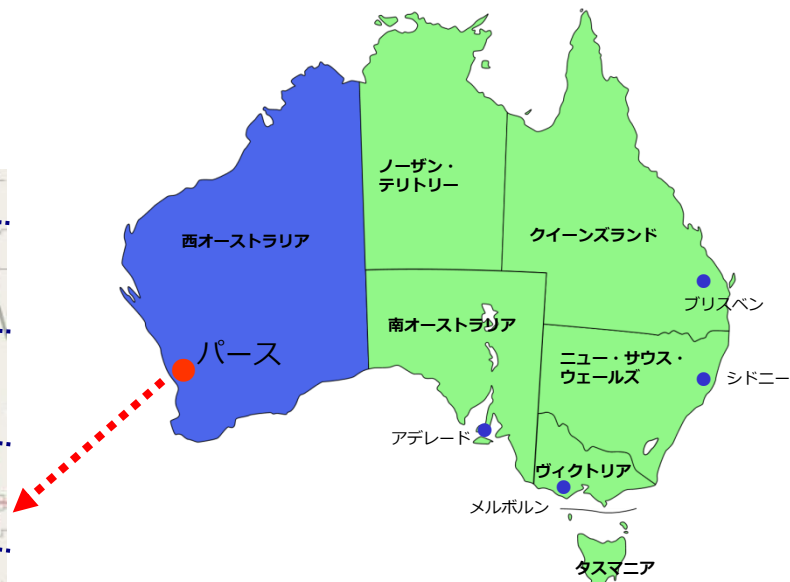 ノーザン・
テリトリー
西オーストラリア
クイーンズランド
ブリスベン
南オーストラリア
パース
ニュー・サウス・
ウェールズ
シドニー
アデレード
ヴィクトリア
メルボルン
タスマニア